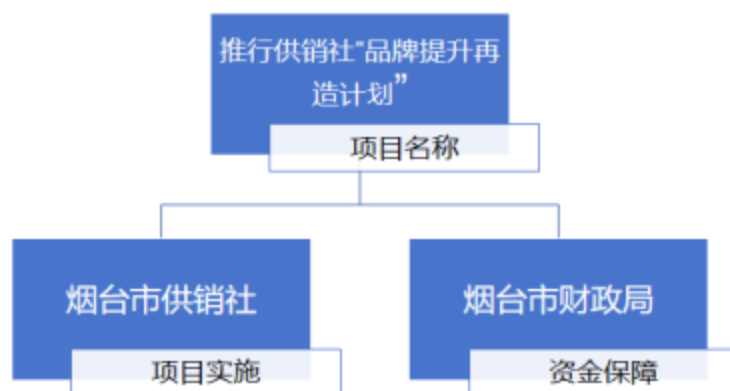 推行供销社“品牌提升再
造计划”
项目名称
烟台市供销社
项目实施
烟台市财政局
资金保障